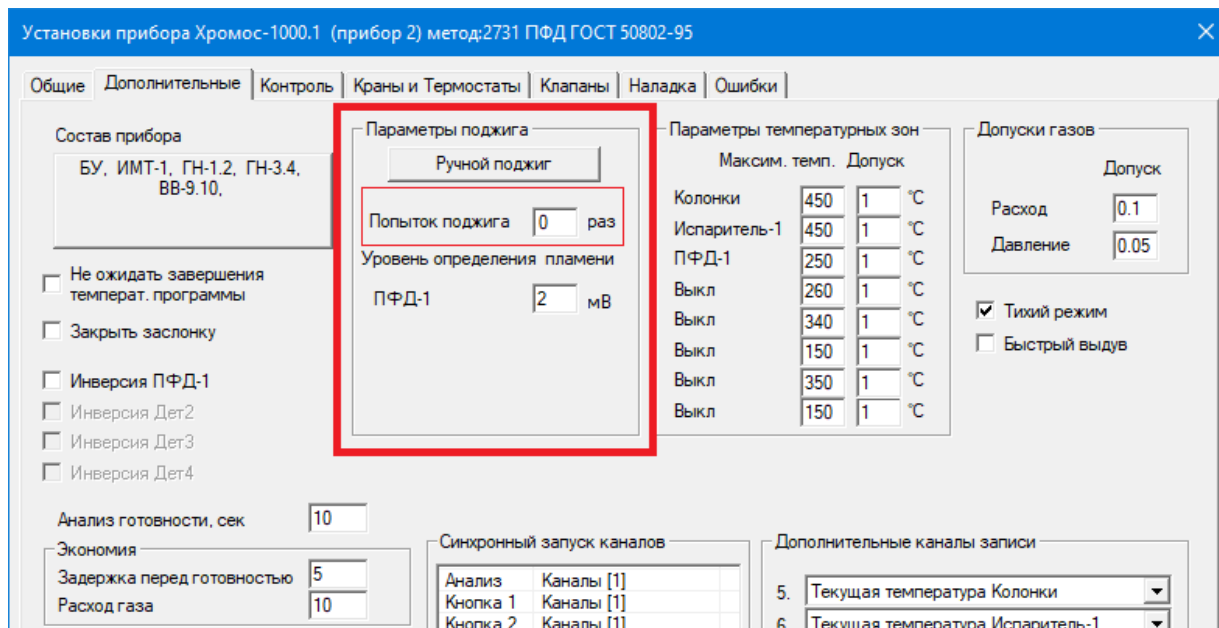 Установки прибора Хромос-1000.1 (прибор 2) метод:2731 ПФД ГОСТ 50802-95
Общие Дополнительные Контроль Краны и Термостаты Клапаны Наладка Ошибки
Состав прибора
БУ, ИМТ-1, ГН-1.2, ГН-3.4,
ВВ-9.10,
Не ожидать завершения
температ. программы
Закрыть заслонку
Инверсия ПФД-1
Инверсия Дет2
Инверсия Дет3
Инверсия Дет4
Анализ готовности, сек 10
Экономия
Задержка перед готовностью 5
Расход газа 10
Параметры поджига
Ручной поджиг
Попыток поджига 0 раз
Уровень определения пламени
ПФД-1 2 мВ
Параметры температурных зон
Максим. темп. Допуск
Колонки 450 1 °C
Испаритель-1 450 1 °C
ПФД-1 250 1 °C
Выкл 260 1 °C
Выкл 340 1 °C
Выкл 150 1 °C
Выкл 350 1 °C
Выкл 150 1 °C
Допуски газов
Допуск
Расход 0.1
Давление 0.05
Тихий режим
Быстрый выдув
Синхронный запуск каналов
Анализ Каналы [1]
Кнопка 1 Каналы [1]
Кнопка 2 Каналы [1]
Дополнительные каналы записи
5. Текущая температура Колонки
6. Текущая температура Испаритель-1